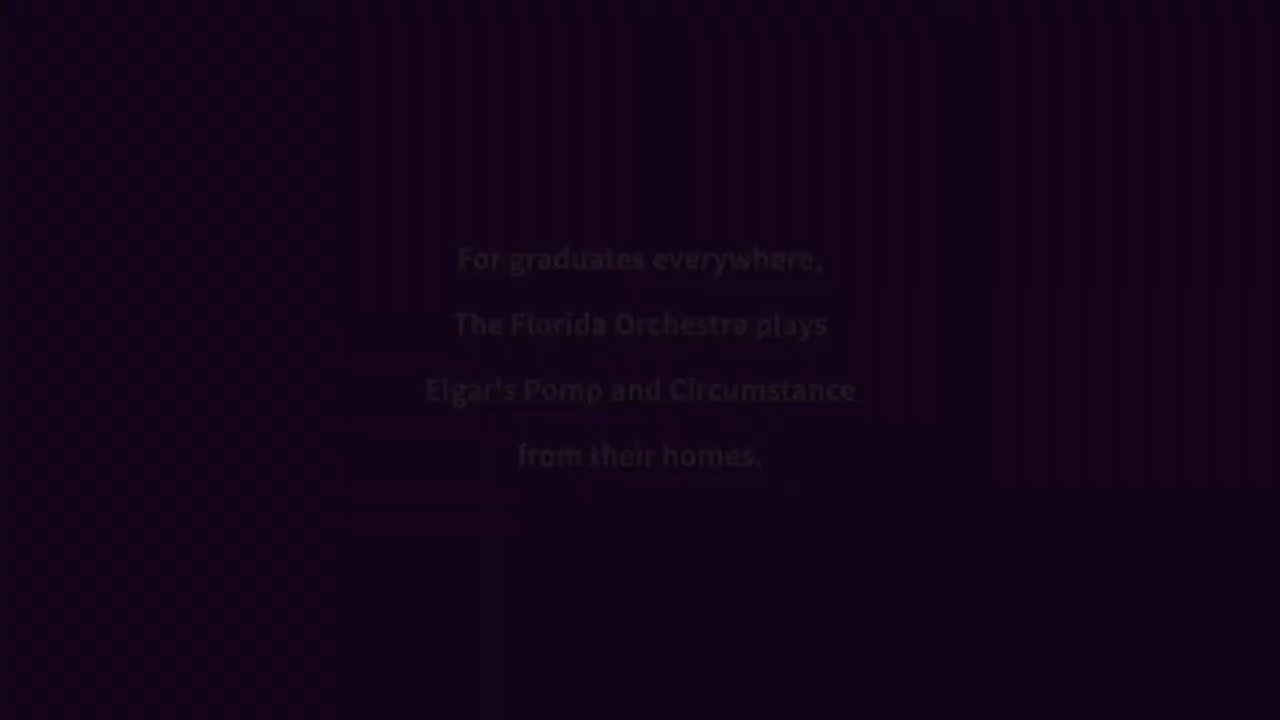 For graduates everywhere,
The Florida Orchestra plays
Elgar's Pomp and Circumstance
from their homes.